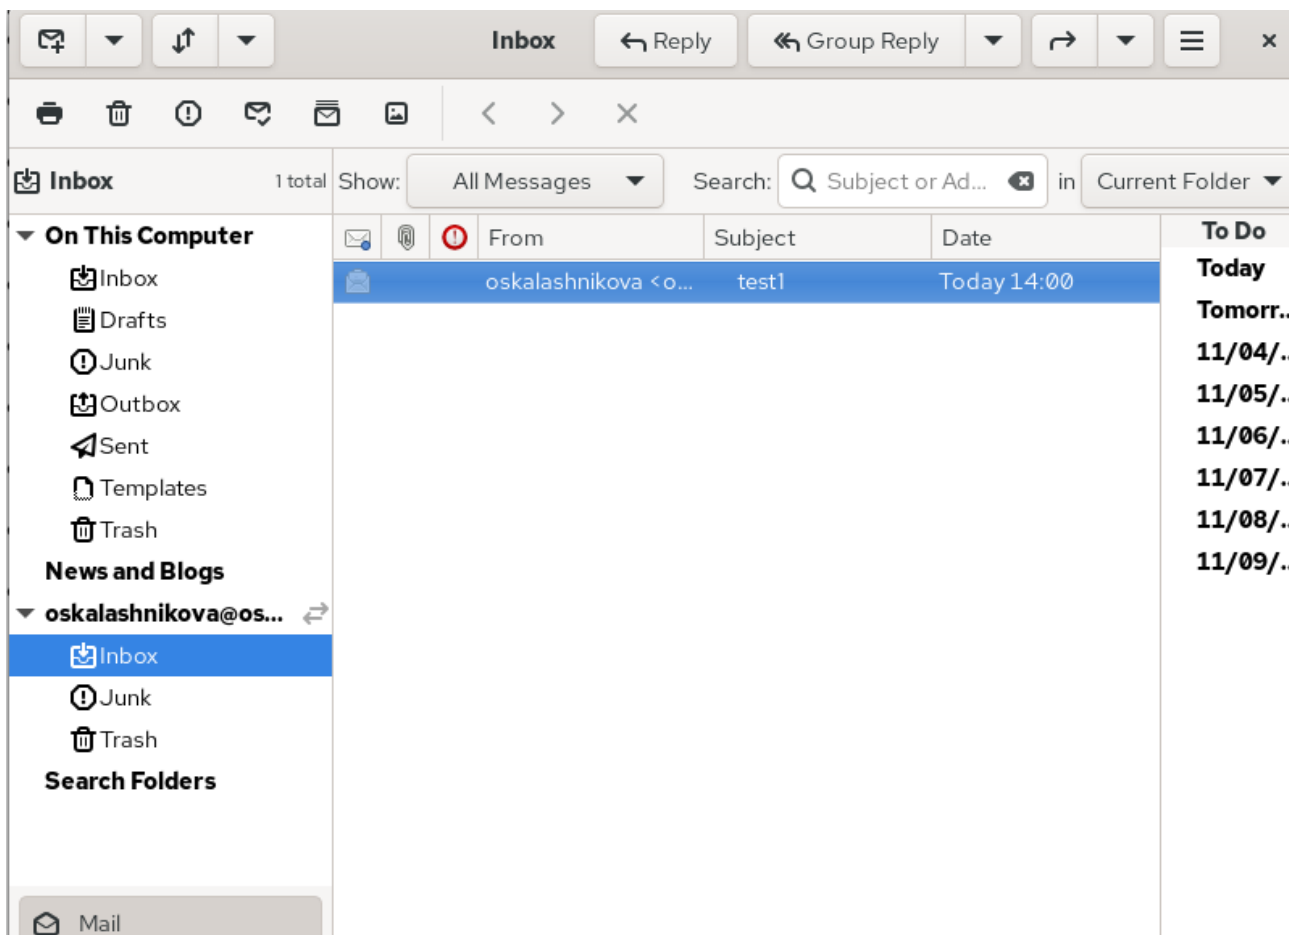 Inbox Reply Group Reply
Inbox 1 total Show: All Messages Search: Subject or Ad... in Current Folder
On This Computer
Inbox
Drafts
Junk
Outbox
Sent
Templates
Trash
News and Blogs
oskalashnikova@os...
Inbox
Junk
Trash
Search Folders
Mail
From Subject Date
oskalashnikova <o... test1 Today 14:00
To Do
Today
Tomorr..
11/04/..
11/05/..
11/06/..
11/07/..
11/08/..
11/09/..